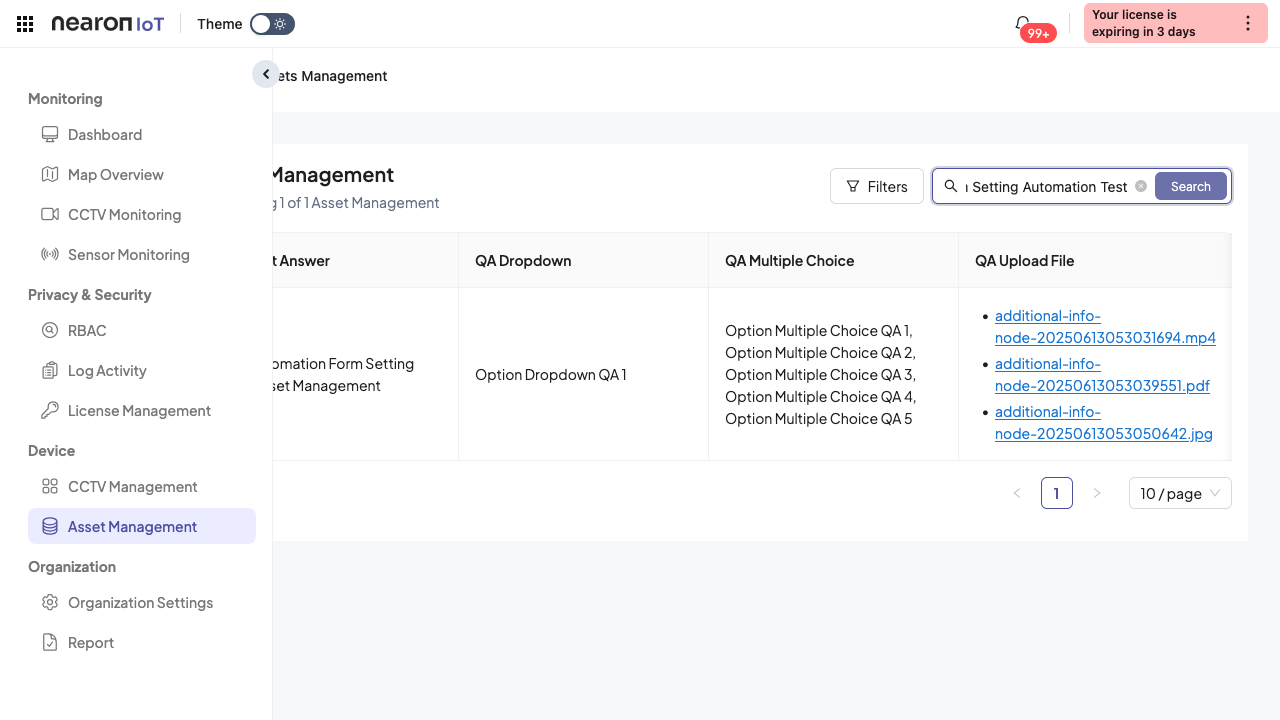 nearon IoT
Theme
99+
Your license is
expiring in 3 days
Monitoring
Dashboard
Map Overview
CCTV Monitoring
Sensor Monitoring
Privacy & Security
RBAC
Log Activity
License Management
Device
CCTV Management
Asset Management
Organization
Organization Settings
Report
ets Management
Management
g 1 of 1 Asset Management
Filters
Setting Automation Test
Search
t Answer
QA Dropdown
QA Multiple Choice
QA Upload File
omation Form Setting
set Management
Option Dropdown QA 1
Option Multiple Choice QA 1,
Option Multiple Choice QA 2,
Option Multiple Choice QA 3,
Option Multiple Choice QA 4,
Option Multiple Choice QA 5
additional-info-
node-20250613053031694.mp4
additional-info-
node-20250613053039551.pdf
additional-info-
node-20250613053050642.jpg
1
10 / page